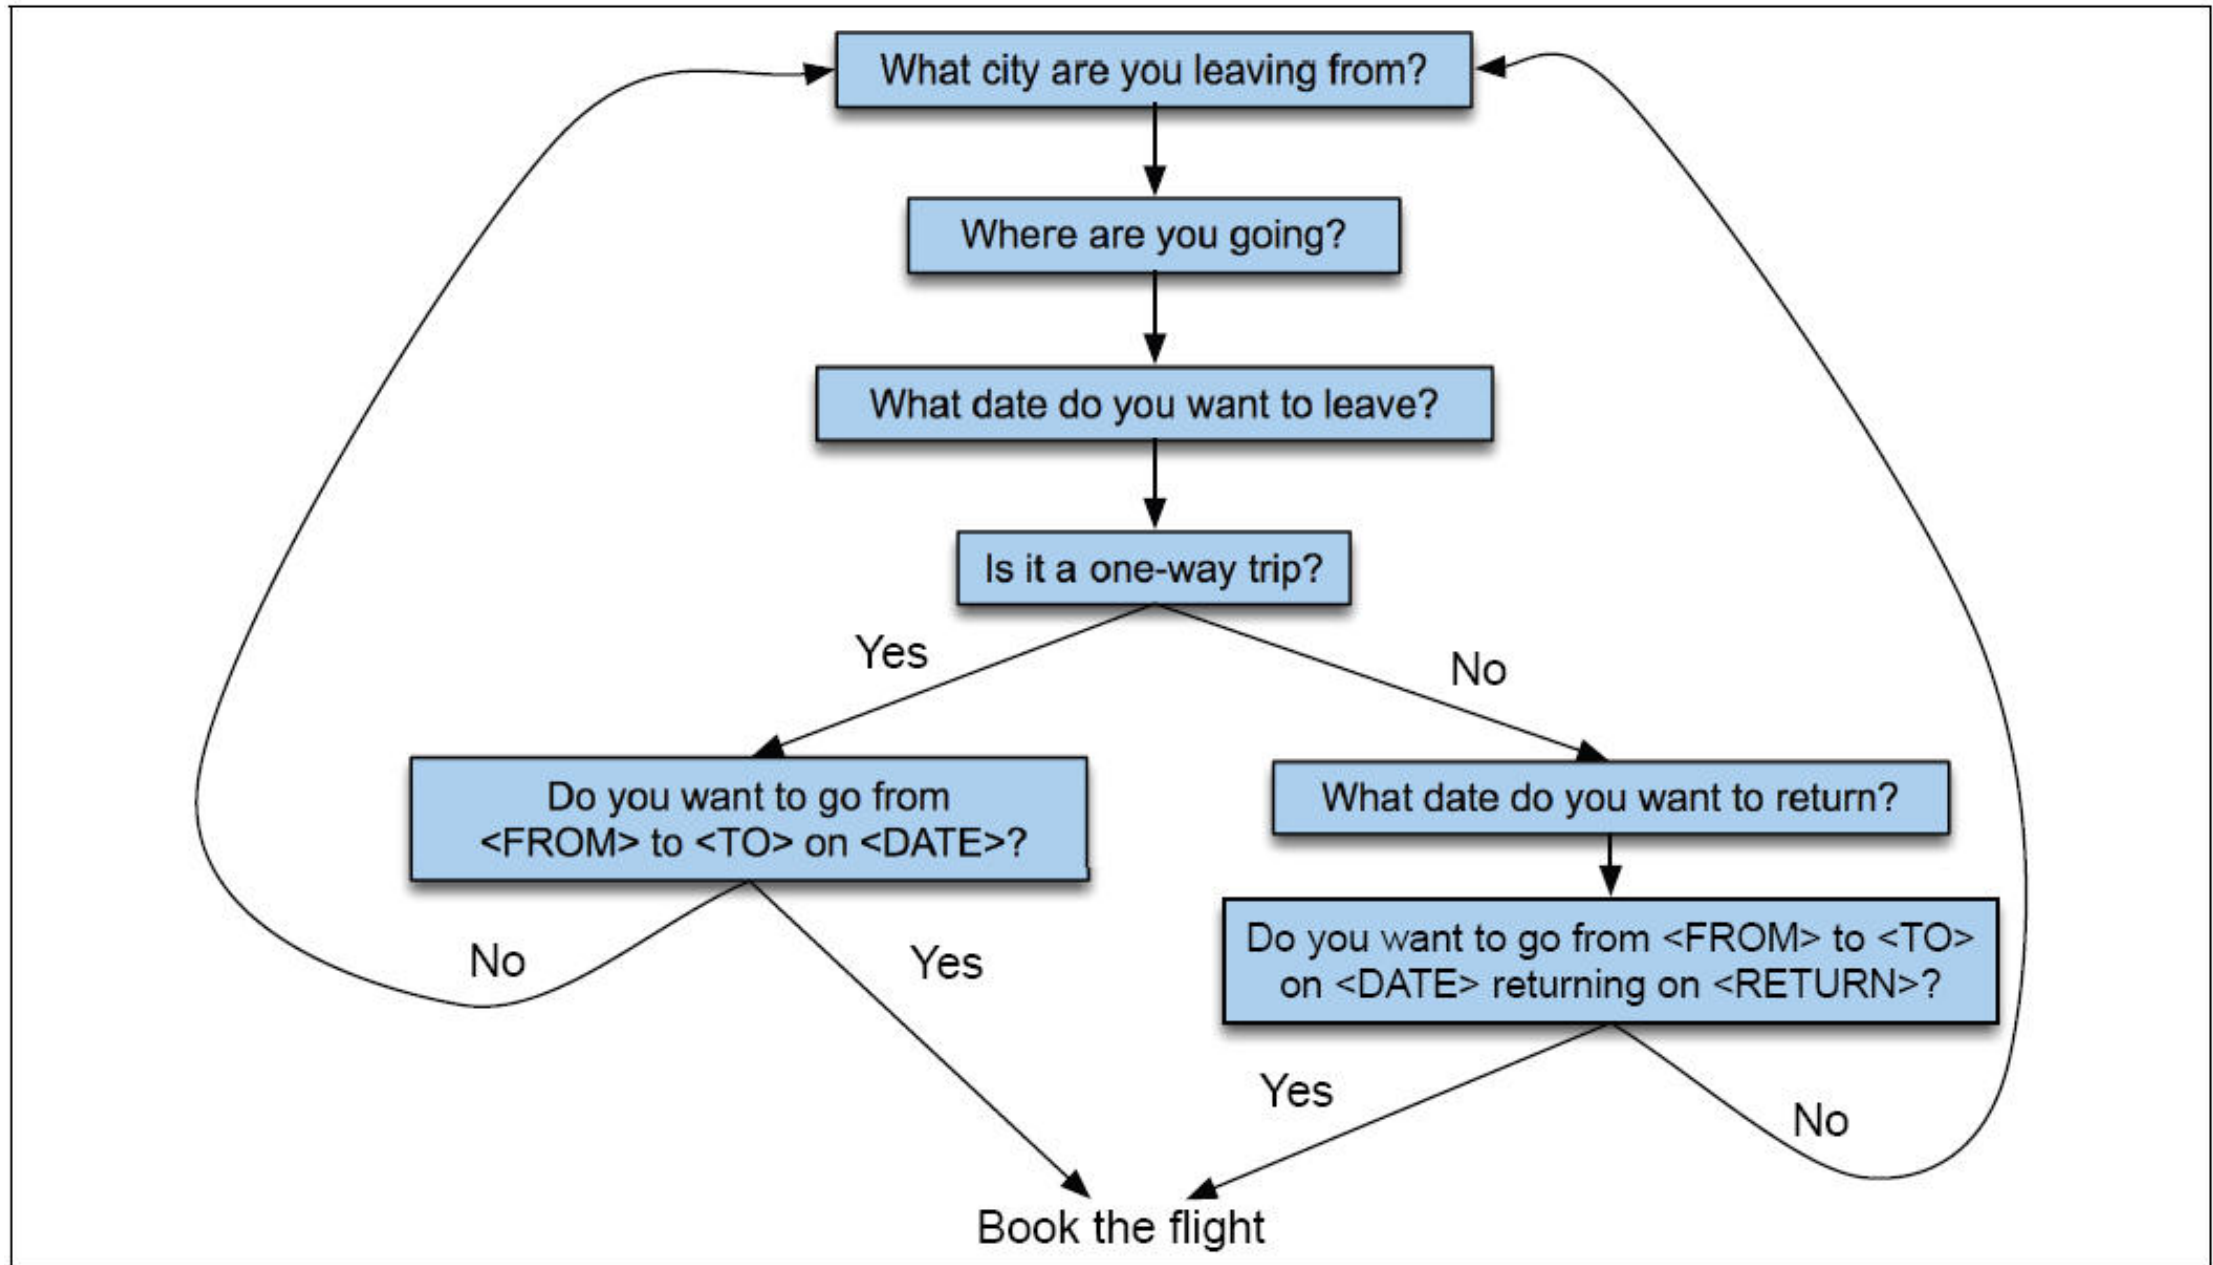 What city are you leaving from?
Where are you going?
What date do you want to leave?
Is it a one-way trip?
Yes
No
Do you want to go from
<FROM> to <TO> on <DATE>?
What date do you want to return?
Do you want to go from <FROM> to <TO>
on <DATE> returning on <RETURN>?
No
Yes
Yes
No
Book the flight